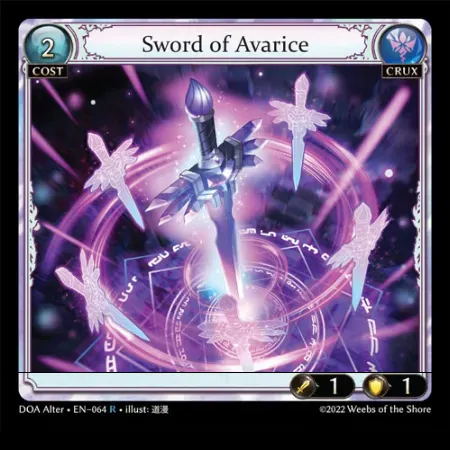 2
Sword of Avarice
COST
CRUX
1
1
DOA Alter • EN-064 R • illust: 道漫
©2022 Weebs of the Shore